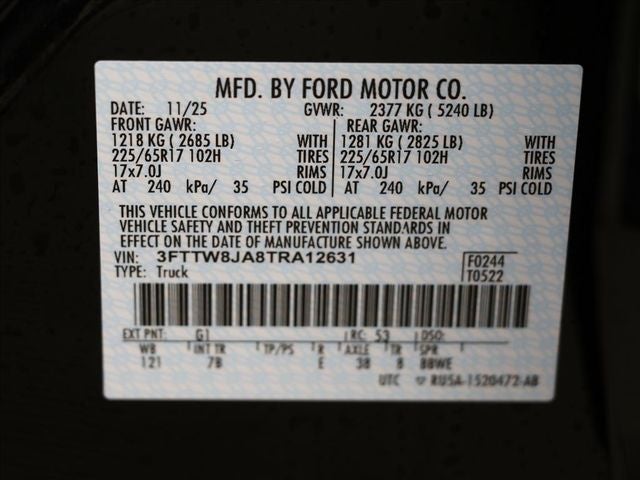 MFD. BY FORD MOTOR CO.
DATE: 11/25 GVWR: 2377 KG ( 5240 LB)
FRONT GAWR: REAR GAWR:
1218 KG ( 2685 LB) WITH 1281 KG ( 2825 LB) WITH
225/65R17 102H TIRES 225/65R17 102H TIRES
17x7.0J RIMS 17x7.0J RIMS
AT 240 kPa/ 35 PSI COLD AT 240 kPa/ 35 PSI COLD
THIS VEHICLE CONFORMS TO ALL APPLICABLE FEDERAL MOTOR
VEHICLE SAFETY AND THEFT PREVENTION STANDARDS IN
EFFECT ON THE DATE OF MANUFACTURE SHOWN ABOVE.
VIN: 3FTTW8JA8TRA12631 F0244
TYPE: Truck T0522
EXT PNT: G1 RC: 53 DSO:
WB INT TR TP/PS R AXLE TR SPR
121 7B E 38 8 BBWE
UTC RU5A-1520472-AB